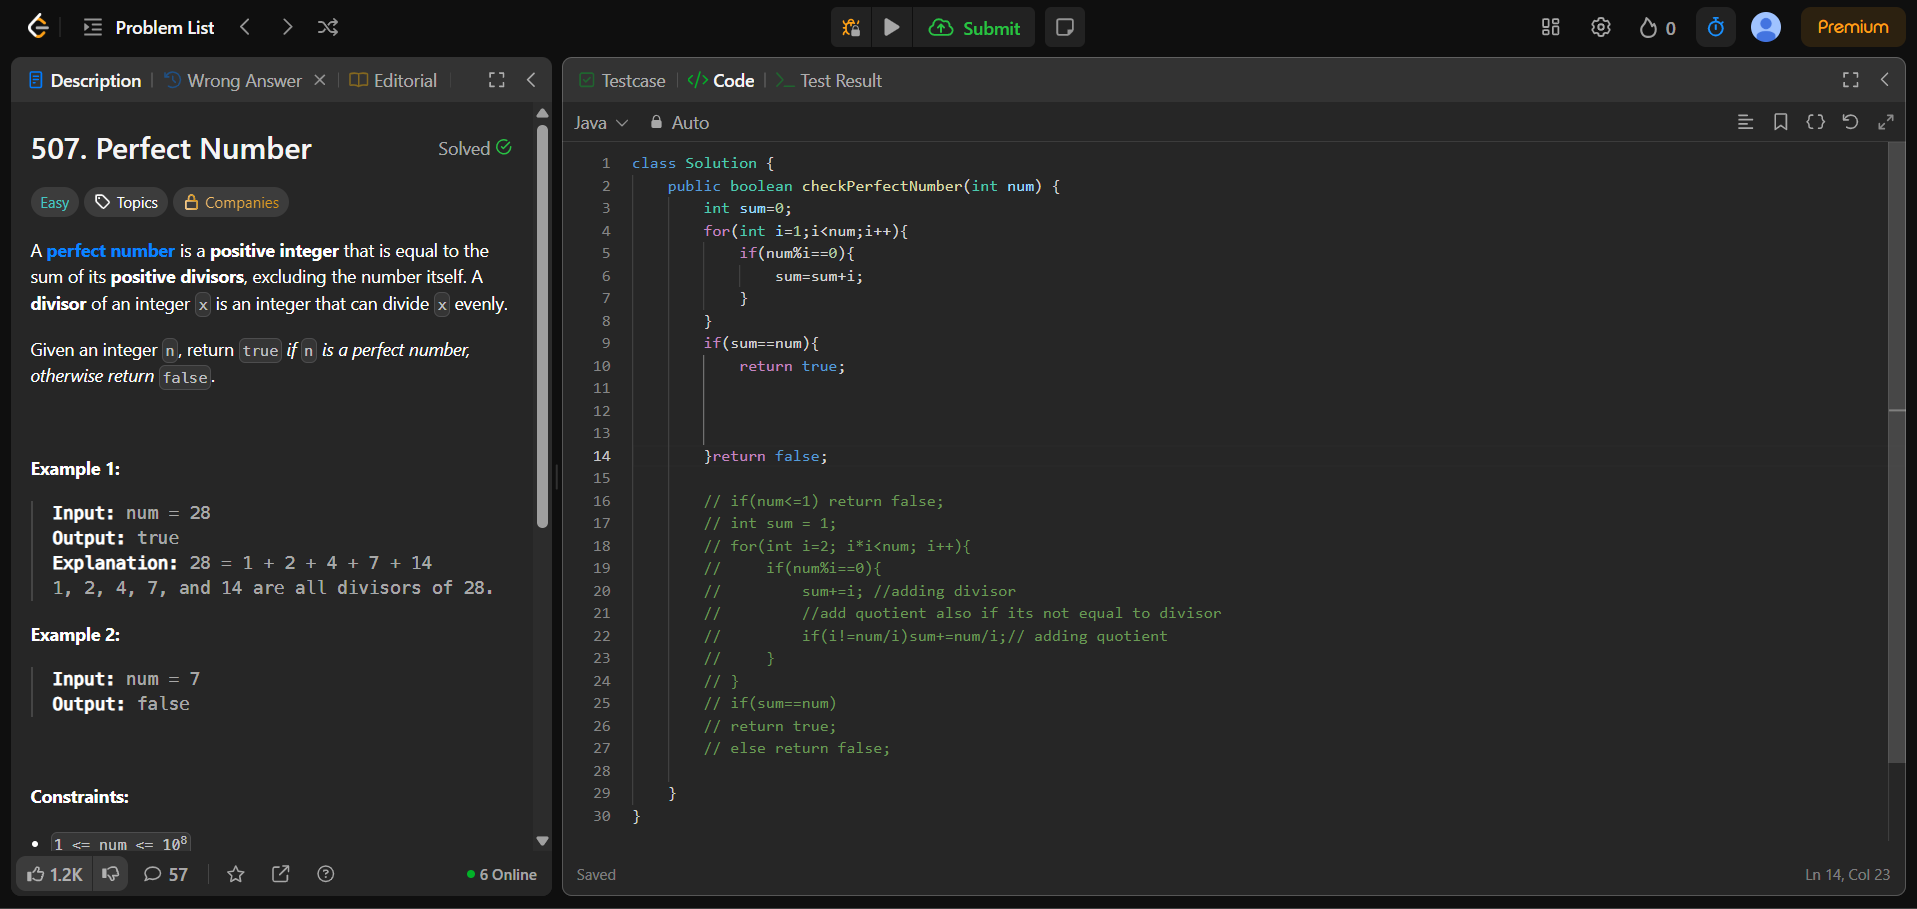 Problem List
Submit
0
Premium
Description
Wrong Answer
Editorial
507. Perfect Number
Solved
Easy
Topics
Companies
A perfect number is a positive integer that is equal to the
sum of its positive divisors, excluding the number itself. A
divisor of an integer x is an integer that can divide x evenly.
Given an integer n, return true if n is a perfect number,
otherwise return false.
Example 1:
Input: num = 28
Output: true
Explanation: 28 = 1 + 2 + 4 + 7 + 14
1, 2, 4, 7, and 14 are all divisors of 28.
Example 2:
Input: num = 7
Output: false
Constraints:
• 1 <= num <= 10⁸
1.2K
57
6 Online
Testcase
</> Code
>_ Test Result
Java
Auto
1 class Solution {
2 public boolean checkPerfectNumber(int num) {
3 int sum=0;
4 for(int i=1;i<num;i++){
5 if(num%i==0){
6 sum=sum+i;
7 }
8 }
9 if(sum==num){
10 return true;
11
12
13
14 }return false;
15
16 // if(num<=1) return false;
17 // int sum = 1;
18 // for(int i=2; i*i<num; i++){
19 // if(num%i==0){
20 // sum+=i; //adding divisor
21 // //add quotient also if its not equal to divisor
22 // if(i!=num/i)sum+=num/i;// adding quotient
23 // }
24 // }
25 // if(sum==num)
26 // return true;
27 // else return false;
28
29 }
30 }
Saved
Ln 14, Col 23